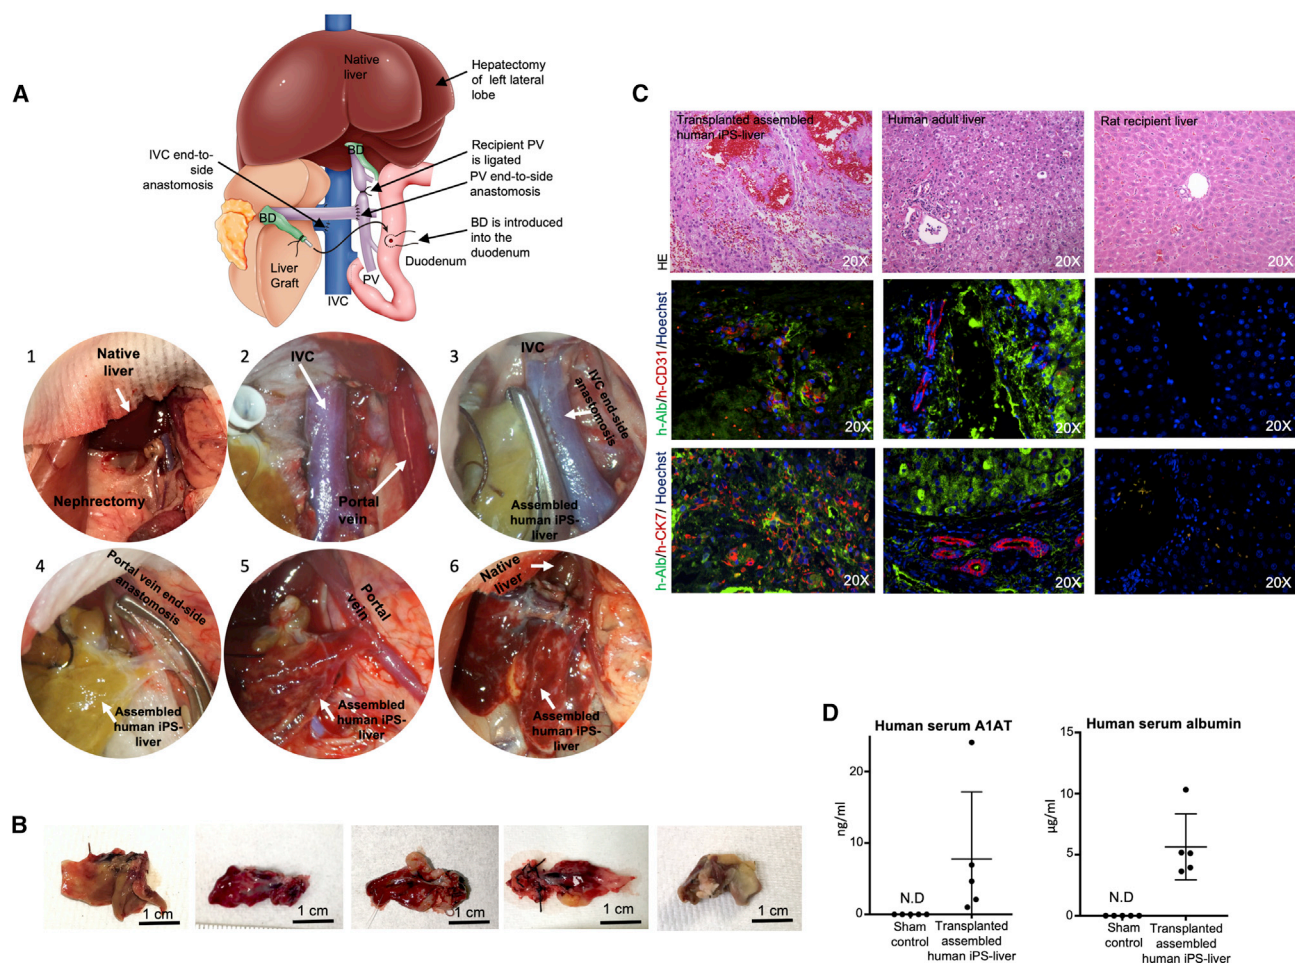 A
Native
liver
Hepatectomy
of left lateral
lobe
BD
Recipient PV
is ligated
PV end-to-side
anastomosis
IVC end-to-
side
anastomosis
BD
BD is introduced
into the
duodenum
Duodenum
Liver
Graft
PV
IVC
1
Native
liver
Nephrectomy
2
IVC
Portal
vein
3
IVC
IVC end-side
anastomosis
Assembled
human iPS-
liver
4
Portal vein end-side
anastomosis
Assembled
human iPS-
liver
5
Portal
vein
Assembled
human iPS-
liver
6
Native
liver
Assembled
human iPS-
liver
B
1 cm
1 cm
1 cm
1 cm
1 cm
C
Transplanted assembled
human iPS-liver
Human adult liver
Rat recipient liver
HE
20X
20X
20X
h-Alb/h-CD31/Hoechst
20X
20X
20X
h-Alb/h-CK7/ Hoechst
20X
20X
20X
D
Human serum A1AT
ng/ml
20
10
0
N.D
Sham
control
Transplanted
assembled
human iPS-liver
Human serum albumin
µg/ml
15
10
5
0
N.D
Sham
control
Transplanted
assembled
human iPS-liver